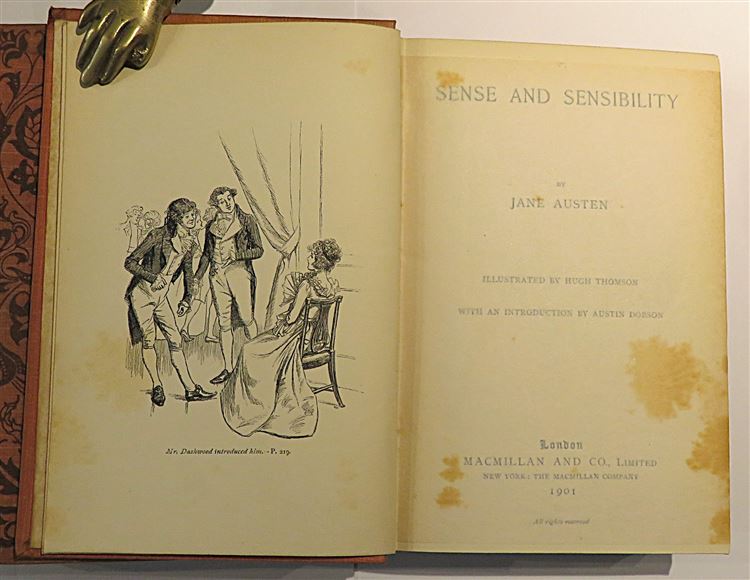 Mr. Dashwood introduced him.—P. 219.
SENSE AND SENSIBILITY
BY
JANE AUSTEN
ILLUSTRATED BY HUGH THOMSON
WITH AN INTRODUCTION BY AUSTIN DOBSON
London
MACMILLAN AND CO., LIMITED
NEW YORK: THE MACMILLAN COMPANY
1901
All rights reserved